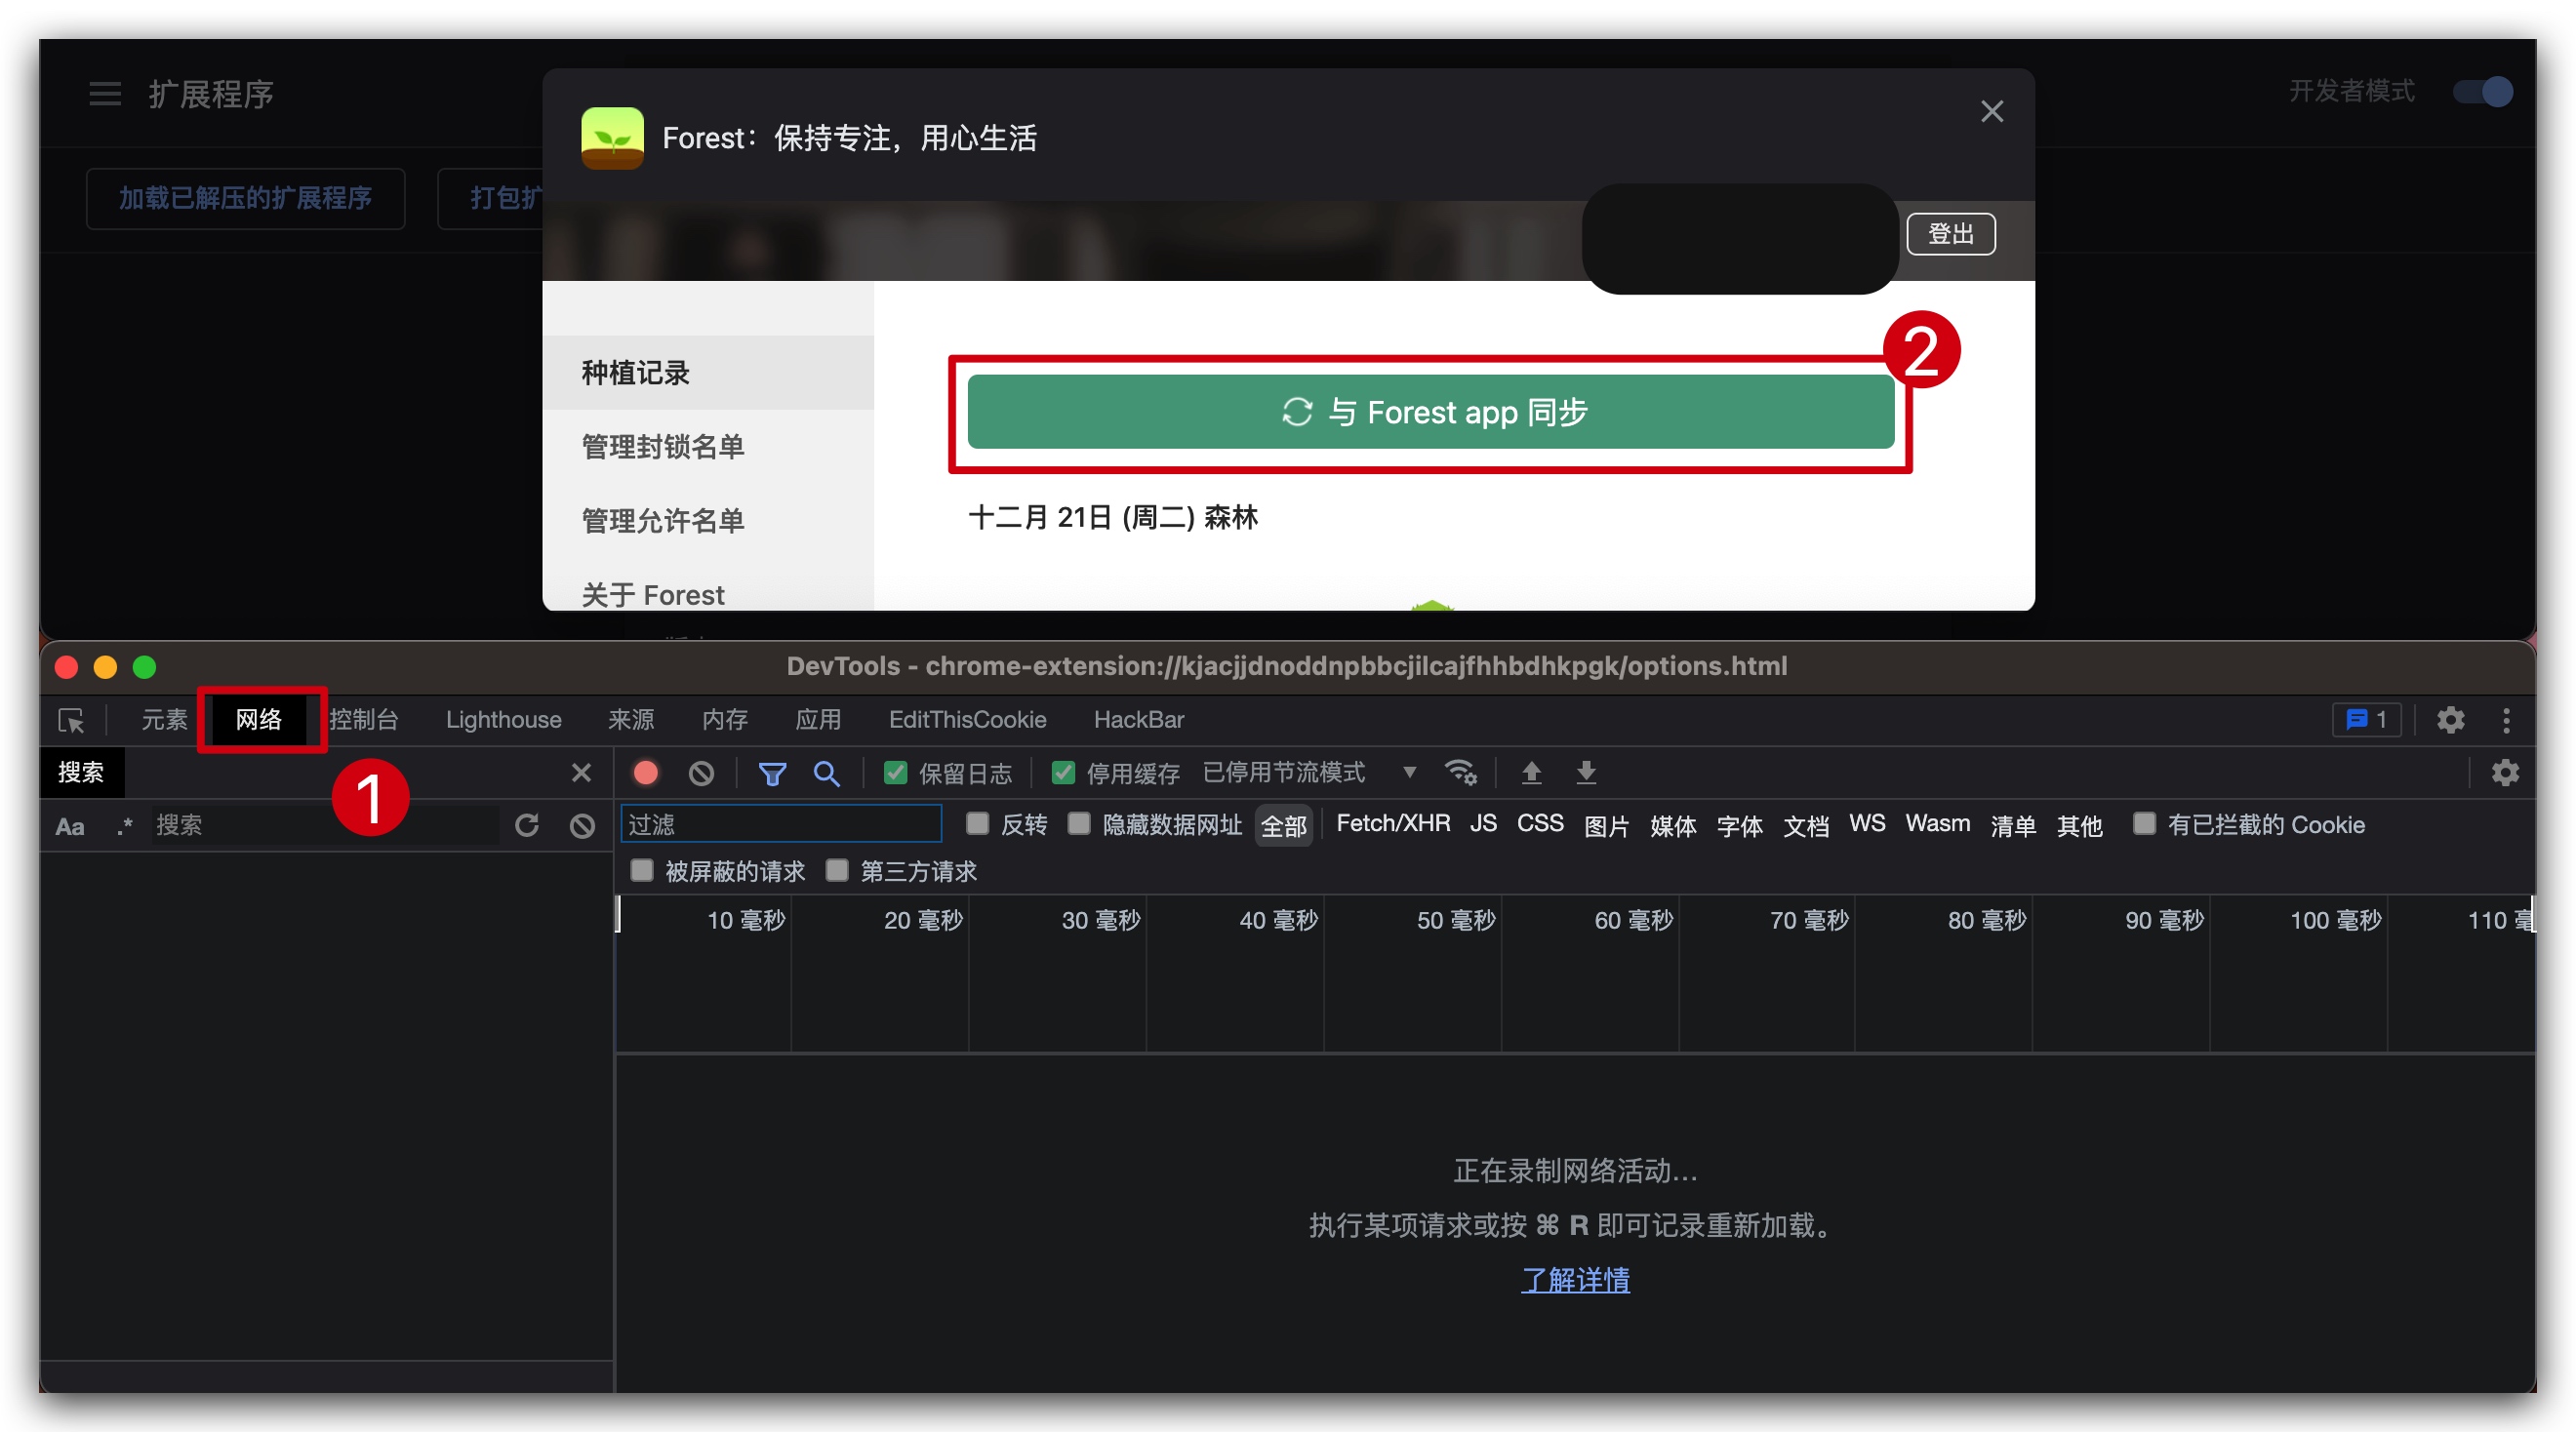 扩展程序
开发者模式
加载已解压的扩展程序
打包扩
Forest：保持专注，用心生活
登出
种植记录
管理封锁名单
管理允许名单
关于 Forest
2
与 Forest app 同步
十二月 21日 (周二) 森林
DevTools - chrome-extension://kjacjjdnoddnpbbcjilcajfhhbdhkpgk/options.html
元素 网络 控制台 Lighthouse 来源 内存 应用 EditThisCookie HackBar 1
1
搜索
Aa .* 搜索
保留日志 停用缓存 已停用节流模式
过滤 反转 隐藏数据网址 全部 Fetch/XHR JS CSS 图片 媒体 字体 文档 WS Wasm 清单 其他 有已拦截的 Cookie
被屏蔽的请求 第三方请求
10 毫秒 20 毫秒 30 毫秒 40 毫秒 50 毫秒 60 毫秒 70 毫秒 80 毫秒 90 毫秒 100 毫秒 110 毫
正在录制网络活动...
执行某项请求或按 ⌘ R 即可记录重新加载。
了解详情